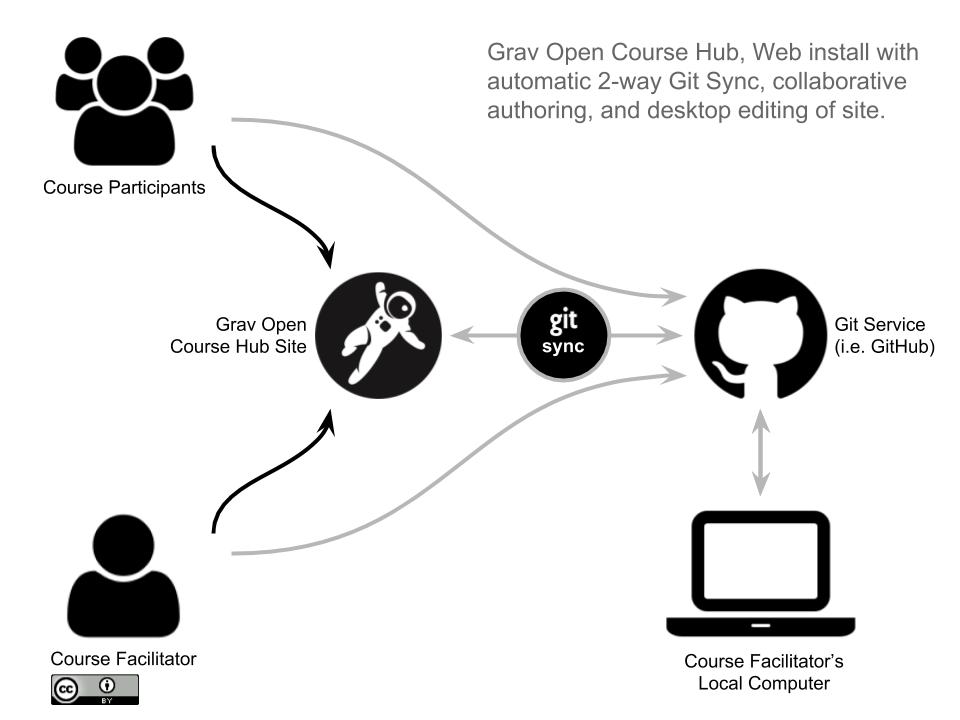 Grav Open Course Hub, Web install with
automatic 2-way Git Sync, collaborative
authoring, and desktop editing of site.
Course Participants
Grav Open
Course Hub Site
git
sync
Git Service
(i.e. GitHub)
Course Facilitator
cc
BY
Course Facilitator’s
Local Computer